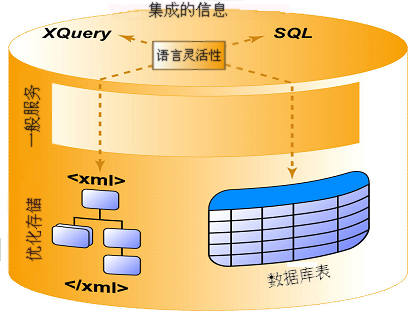 集成的信息
XQuery
SQL
语言灵活性
一般服务
<xml>
优化存储
数据库表
</xml>